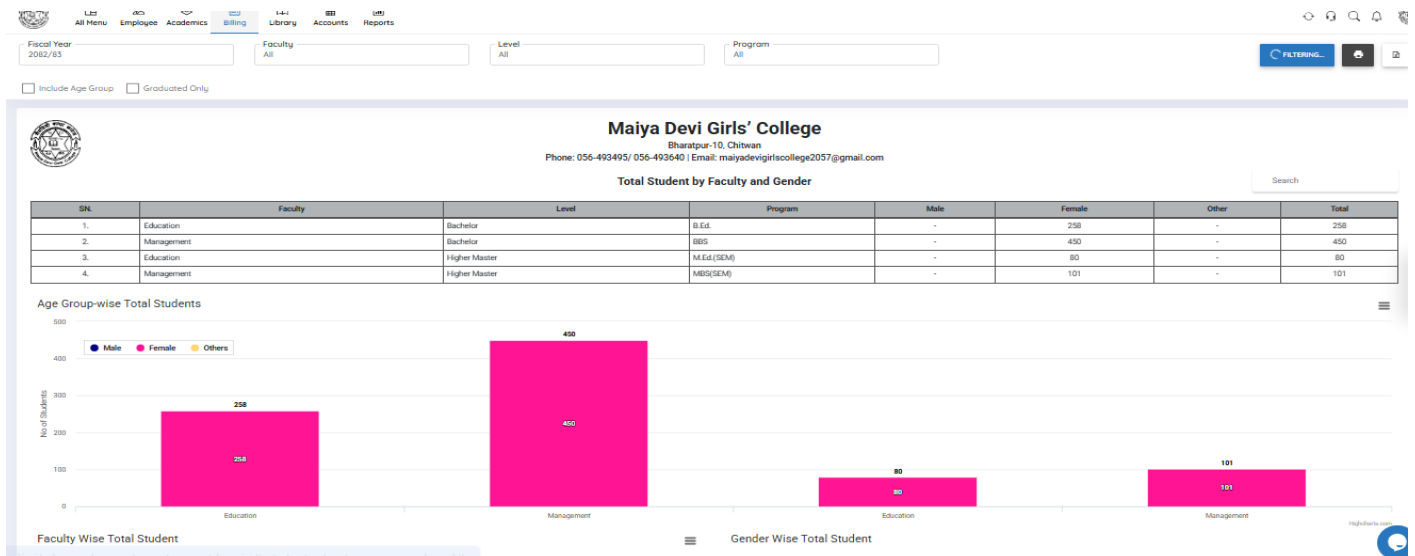 All Menu Employee Academics Billing Library Accounts Reports
Fiscal Year Faculty Level Program
2082/83 All All All
FILTERING...
Include Age Group Graduated Only
Maiya Devi Girls' College
Bharatpur-10, Chitwan
Phone: 056-493495/ 056-493640 | Email: maiyadevigirlscollege2057@gmail.com
Total Student by Faculty and Gender
Search
SN. Faculty Level Program Male Female Other Total
1. Education Bachelor B.Ed. - 258 - 258
2. Management Bachelor BBS - 450 - 450
3. Education Higher Master M.Ed.(SEM) - 80 - 80
4. Management Higher Master MBS(SEM) - 101 - 101
Age Group-wise Total Students
500
450
Male Female Others
400
300
258
450
No of Students
200
258
100
80
101
80
101
0
Education Management Education Management
Highcharts.com
Faculty Wise Total Student Gender Wise Total Student